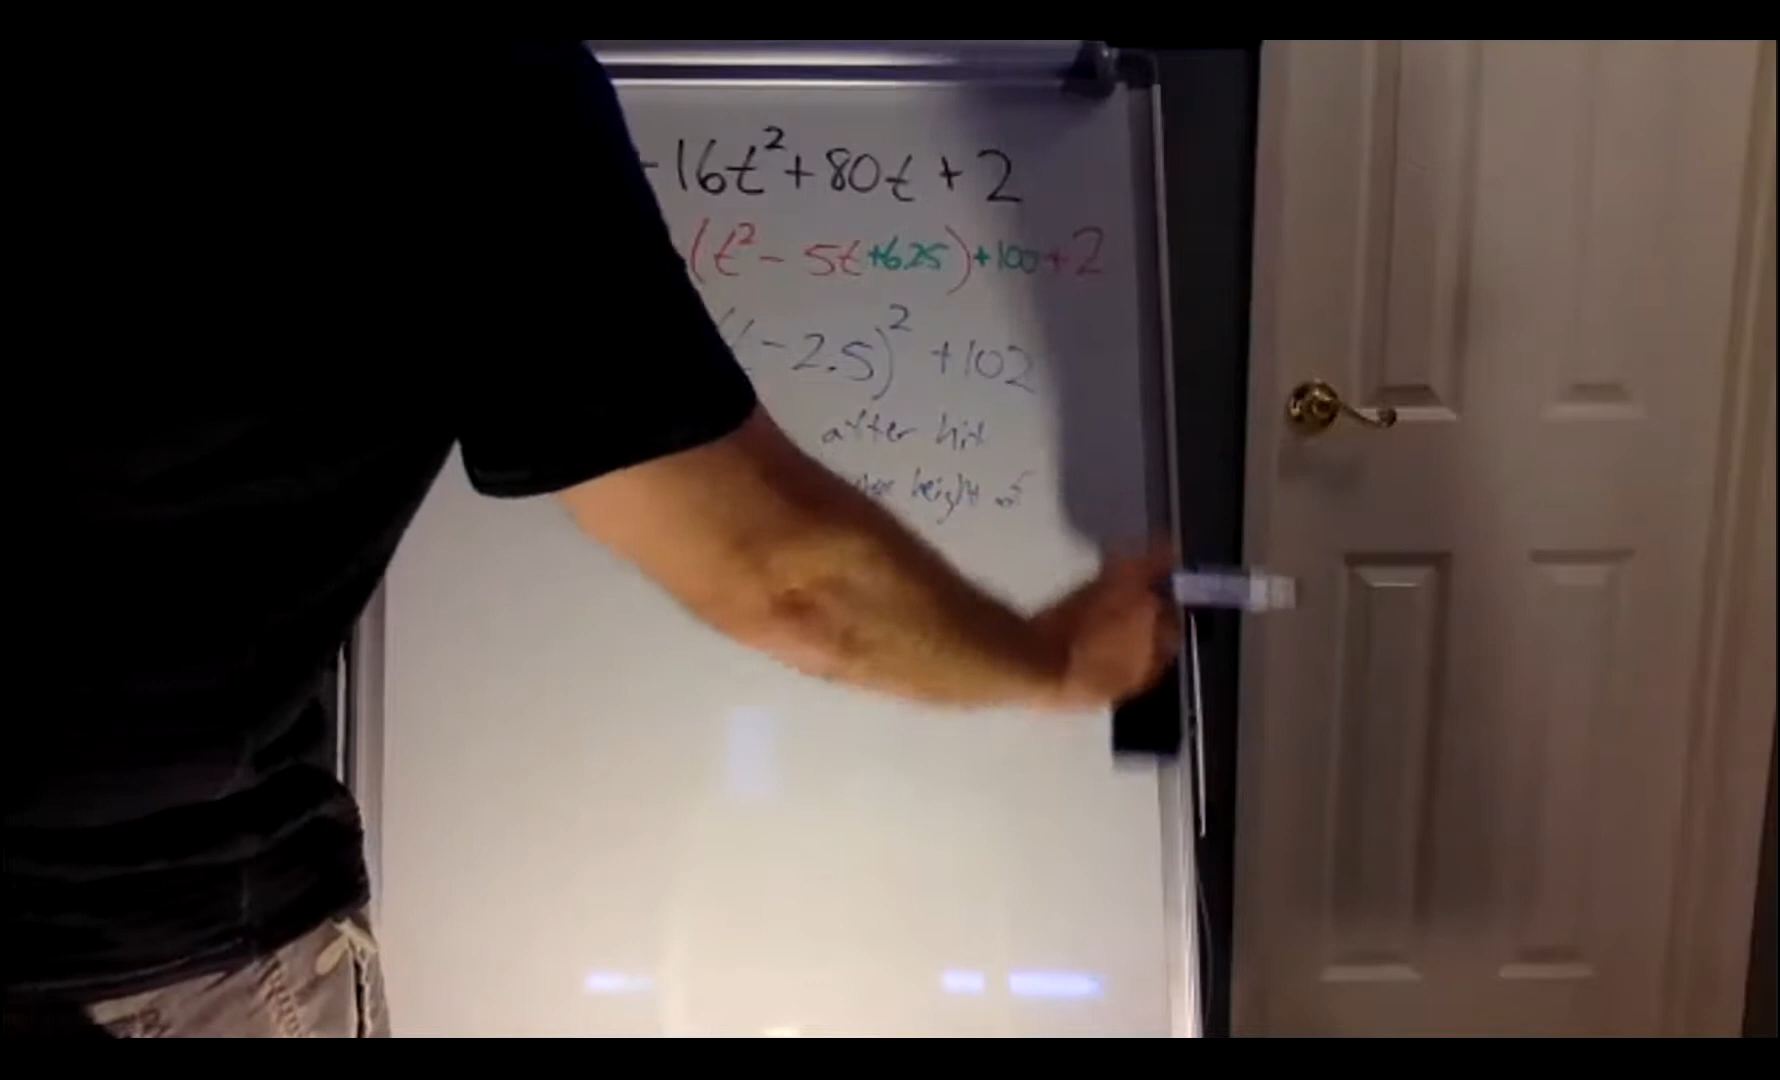 -16t²+80t+2
(t²-5t+6.25)+100+2
-2.5)²+102
after hit
height of